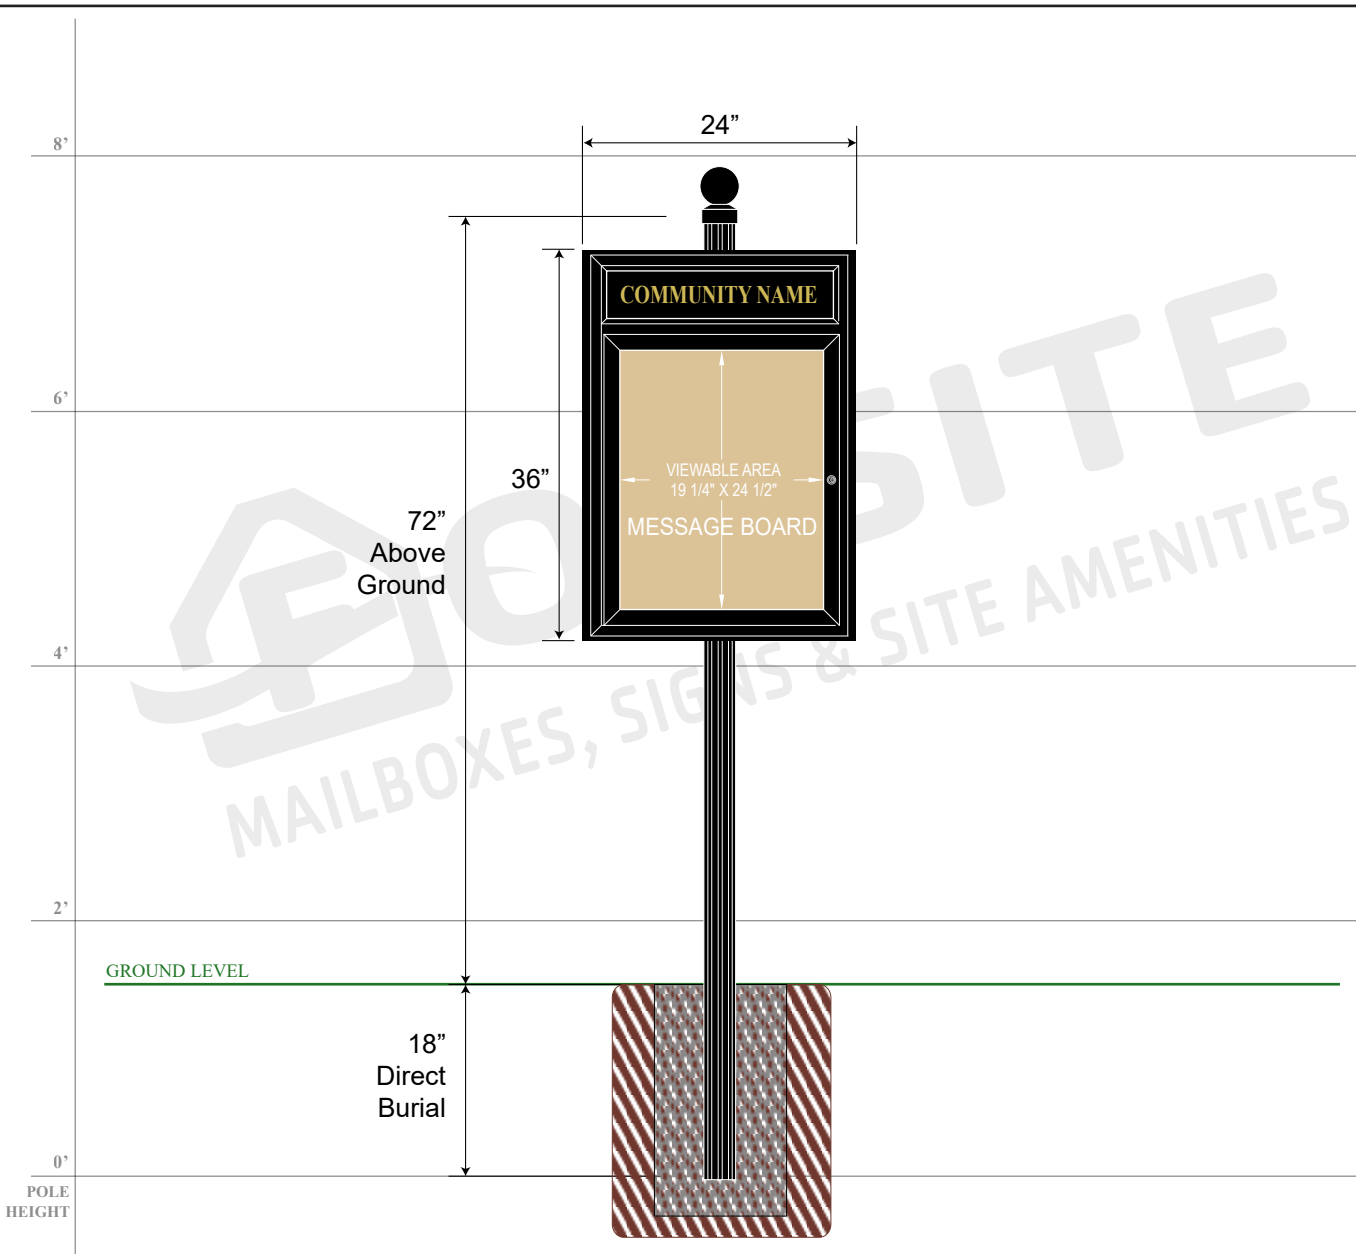 24”
8’
COMMUNITY NAME
6’
36”
VIEWABLE AREA
19 1/4" X 24 1/2"
MESSAGE BOARD
72”
Above
Ground
SITE
MAILBOXES, SIGNS & SITE AMENITIES
4’
2’
GROUND LEVEL
18”
Direct
Burial
0’
POLE
HEIGHT